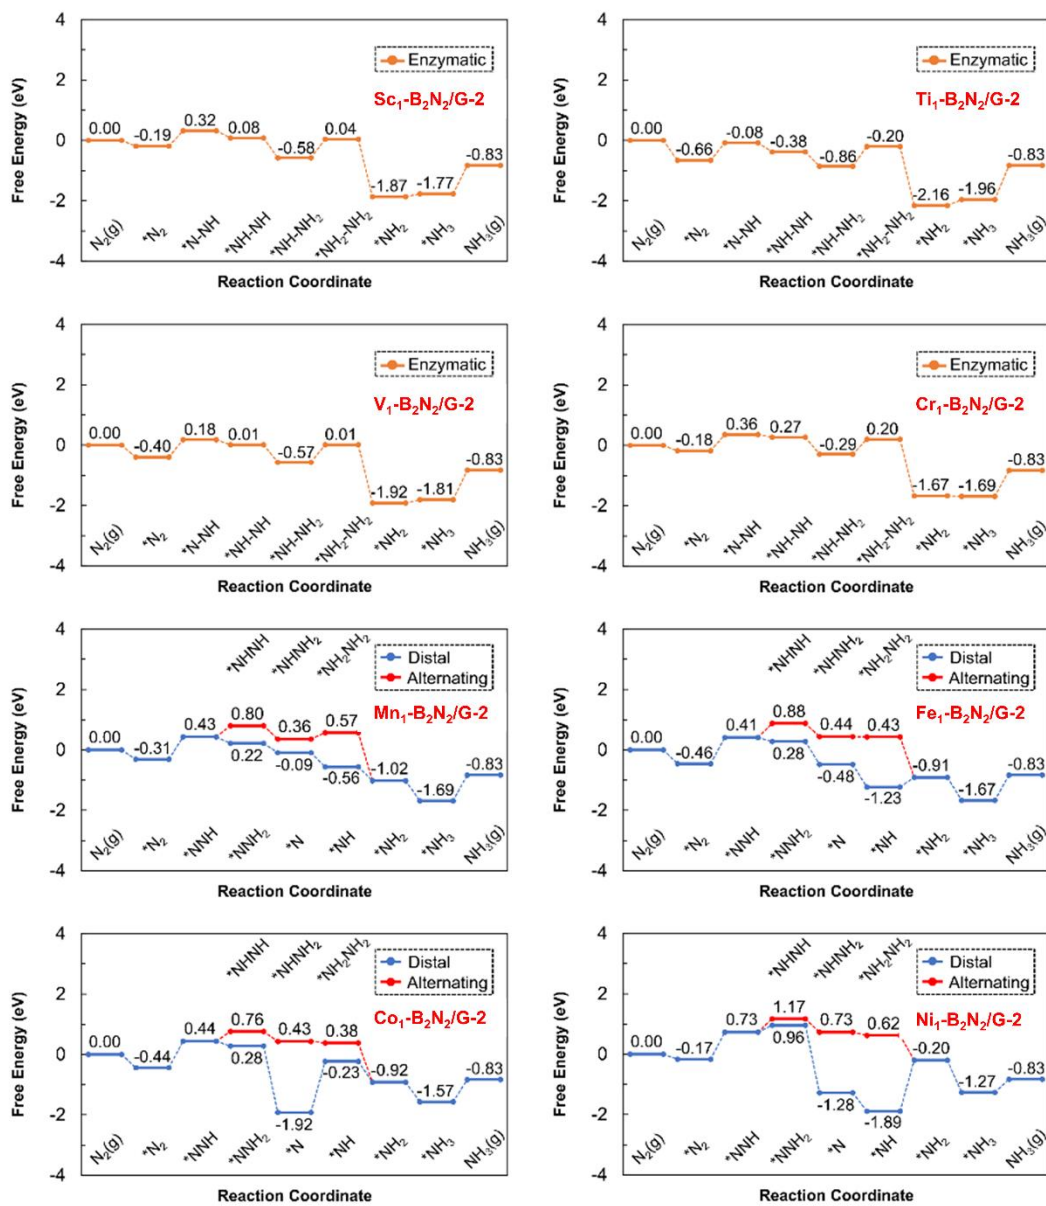 4
2
0
-2
-4
Free Energy (eV)
Enzymatic
Sc₁-B₂N₂/G-2
0.00
-0.19
0.32
0.08
-0.58
0.04
-1.87
-1.77
-0.83
N₂(g)
*N₂
*N-NH
*NH-NH
*NH-NH₂
*NH₂-NH₂
*NH₂
*NH₃
NH₃(g)
Reaction Coordinate
4
2
0
-2
-4
Free Energy (eV)
Enzymatic
Ti₁-B₂N₂/G-2
0.00
-0.66
-0.08
-0.38
-0.86
-0.20
-2.16
-1.96
-0.83
N₂(g)
*N₂
*N-NH
*NH-NH
*NH-NH₂
*NH₂-NH₂
*NH₂
*NH₃
NH₃(g)
Reaction Coordinate
4
2
0
-2
-4
Free Energy (eV)
Enzymatic
V₁-B₂N₂/G-2
0.00
-0.40
0.18
0.01
-0.57
0.01
-1.92
-1.81
-0.83
N₂(g)
*N₂
*N-NH
*NH-NH
*NH-NH₂
*NH₂-NH₂
*NH₂
*NH₃
NH₃(g)
Reaction Coordinate
4
2
0
-2
-4
Free Energy (eV)
Enzymatic
Cr₁-B₂N₂/G-2
0.00
-0.18
0.36
0.27
-0.29
0.20
-1.67
-1.69
-0.83
N₂(g)
*N₂
*N-NH
*NH-NH
*NH-NH₂
*NH₂-NH₂
*NH₂
*NH₃
NH₃(g)
Reaction Coordinate
4
2
0
-2
-4
Free Energy (eV)
*NHNH
*NHNH₂
*NH₂NH₂
Distal
Alternating
Mn₁-B₂N₂/G-2
0.00
-0.31
0.43
0.80
0.36
0.57
0.22
-0.09
-0.56
-1.02
-1.69
-0.83
N₂(g)
*N₂
*NNH
*NNH₂
*N
*NH
*NH₂
*NH₃
NH₃(g)
Reaction Coordinate
4
2
0
-2
-4
Free Energy (eV)
*NHNH
*NHNH₂
*NH₂NH₂
Distal
Alternating
Fe₁-B₂N₂/G-2
0.00
-0.46
0.41
0.88
0.44
0.43
0.28
-0.48
-1.23
-0.91
-1.67
-0.83
N₂(g)
*N₂
*NNH
*NNH₂
*N
*NH
*NH₂
*NH₃
NH₃(g)
Reaction Coordinate
4
2
0
-2
-4
Free Energy (eV)
*NHNH
*NHNH₂
*NH₂NH₂
Distal
Alternating
Co₁-B₂N₂/G-2
0.00
-0.44
0.44
0.76
0.43
0.38
0.28
-1.92
-0.23
-0.92
-1.57
-0.83
N₂(g)
*N₂
*NNH
*NNH₂
*N
*NH
*NH₂
*NH₃
NH₃(g)
Reaction Coordinate
4
2
0
-2
-4
Free Energy (eV)
*NHNH
*NHNH₂
*NH₂NH₂
Distal
Alternating
Ni₁-B₂N₂/G-2
0.00
-0.17
0.73
1.17
0.73
0.62
0.96
-1.28
-1.89
-0.20
-1.27
-0.83
N₂(g)
*N₂
*NNH
*NNH₂
*N
*NH
*NH₂
*NH₃
NH₃(g)
Reaction Coordinate